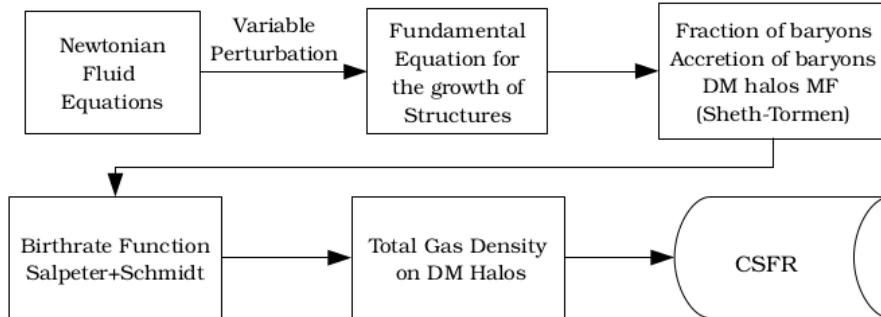 Newtonian
Fluid
Equations
Variable
Perturbation
Fundamental
Equation for
the growth of
Structures
Fraction of baryons
Accretion of baryons
DM halos MF
(Sheth-Tormen)
Birthrate Function
Salpeter+Schmidt
Total Gas Density
on DM Halos
CSFR